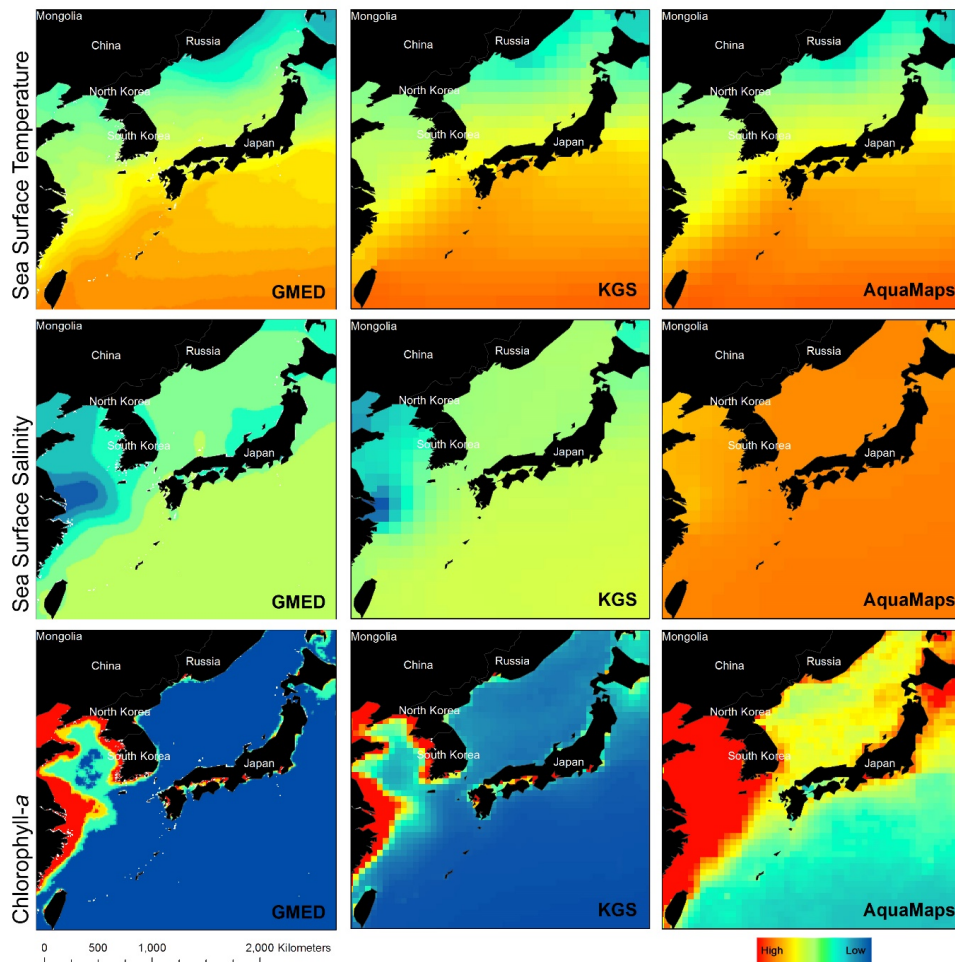 Sea Surface Temperature
Mongolia
China
Russia
North Korea
South Korea
Japan
GMED
Mongolia
China
Russia
North Korea
South Korea
Japan
KGS
Mongolia
China
Russia
North Korea
South Korea
Japan
AquaMaps
Sea Surface Salinity
Mongolia
China
Russia
North Korea
South Korea
Japan
GMED
Mongolia
China
Russia
North Korea
South Korea
Japan
KGS
Mongolia
China
Russia
North Korea
South Korea
Japan
AquaMaps
Chlorophyll-a
Mongolia
China
Russia
North Korea
South Korea
Japan
GMED
Mongolia
China
Russia
North Korea
South Korea
Japan
KGS
Mongolia
China
Russia
North Korea
South Korea
Japan
AquaMaps
0 500 1,000 2,000 Kilometers
High Low